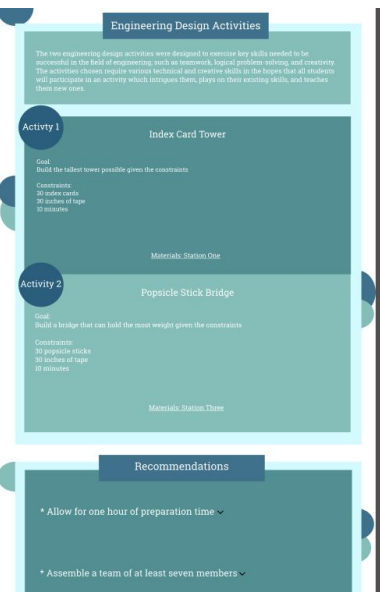 Engineering Design Activities
The two engineering design activities were designed to exercise key skills needed to be
successful in the field of engineering; such as teamwork, logical problem-solving, and creativity.
The activities chosen require various technical and creative skills in the hopes that all students
will participate in an activity which intrigues them, plays on their existing skills, and teaches
them new ones.
Activty 1
Index Card Tower
Goal:
Build the tallest tower possible given the constraints
Constraints:
30 index cards
30 inches of tape
10 minutes
Materials: Station One
Activity 2
Popsicle Stick Bridge
Goal:
Build a bridge that can hold the most weight given the constraints
Constraints:
30 popsicle sticks
30 inches of tape
10 minutes
Materials: Station Three
Recommendations
* Allow for one hour of preparation time
* Assemble a team of at least seven members